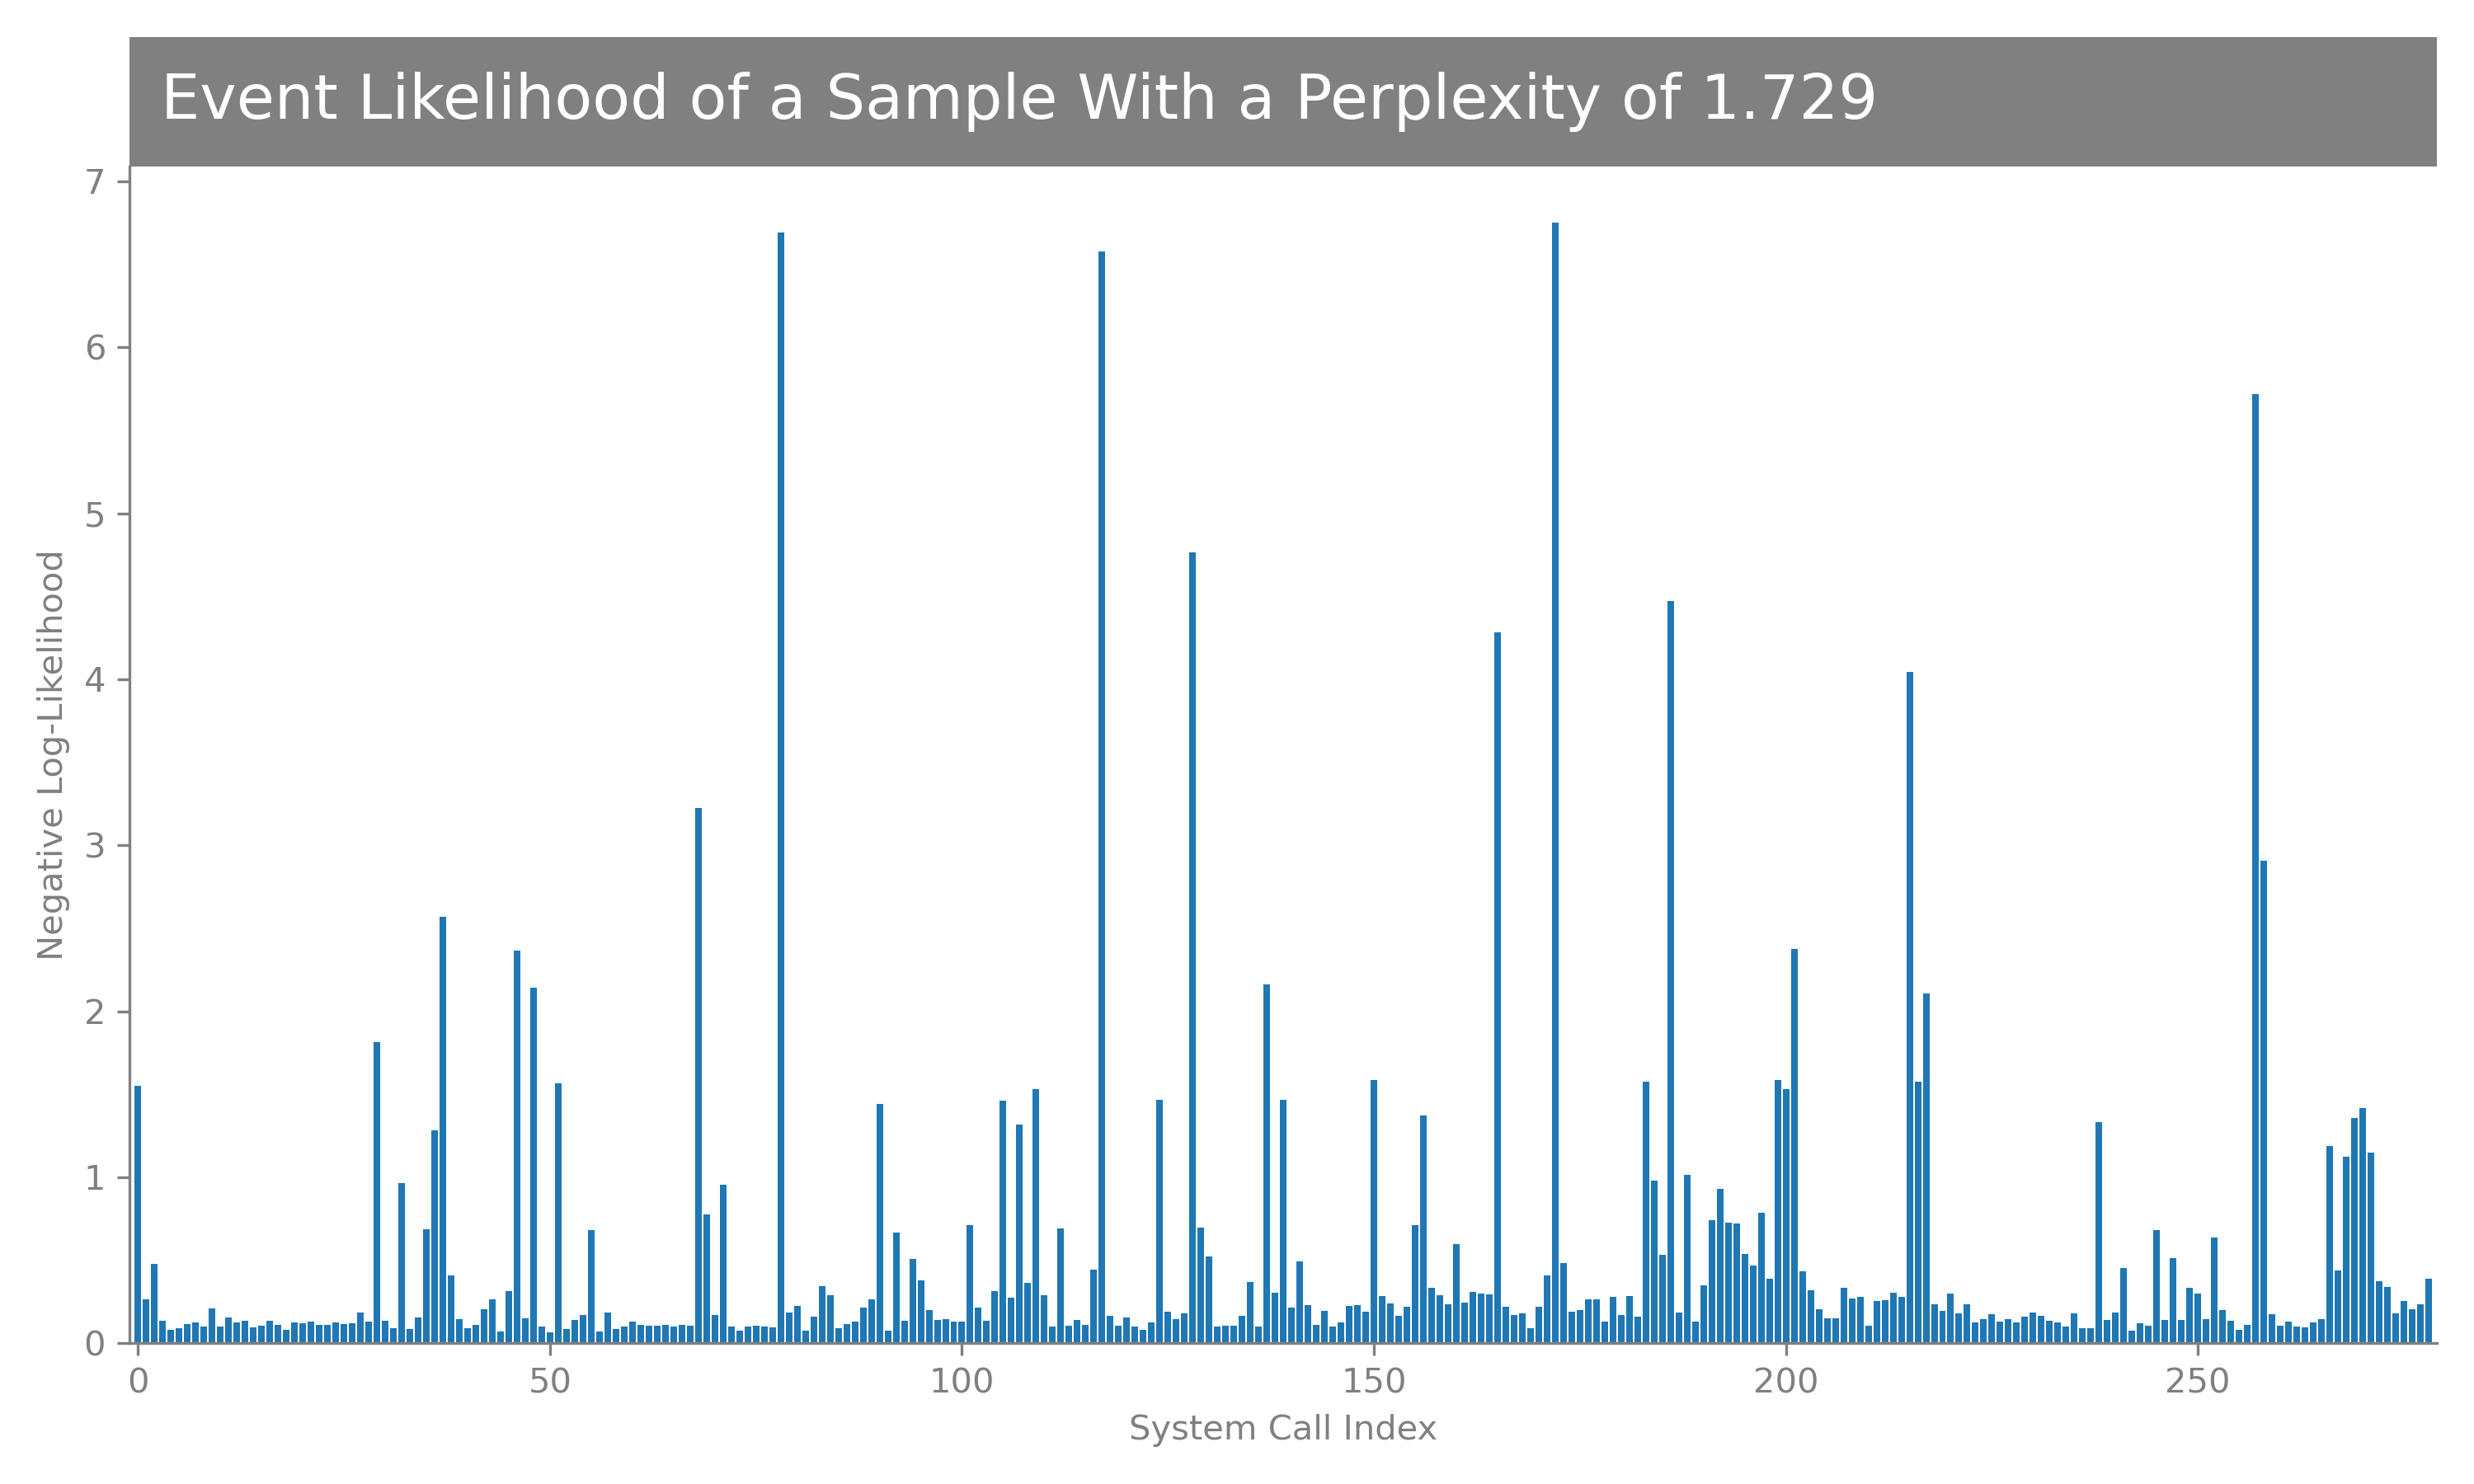 Event Likelihood of a Sample With a Perplexity of 1.729
7
6
5
4
3
2
1
0
Negative Log-Likelihood
0 50 100 150 200 250
System Call Index